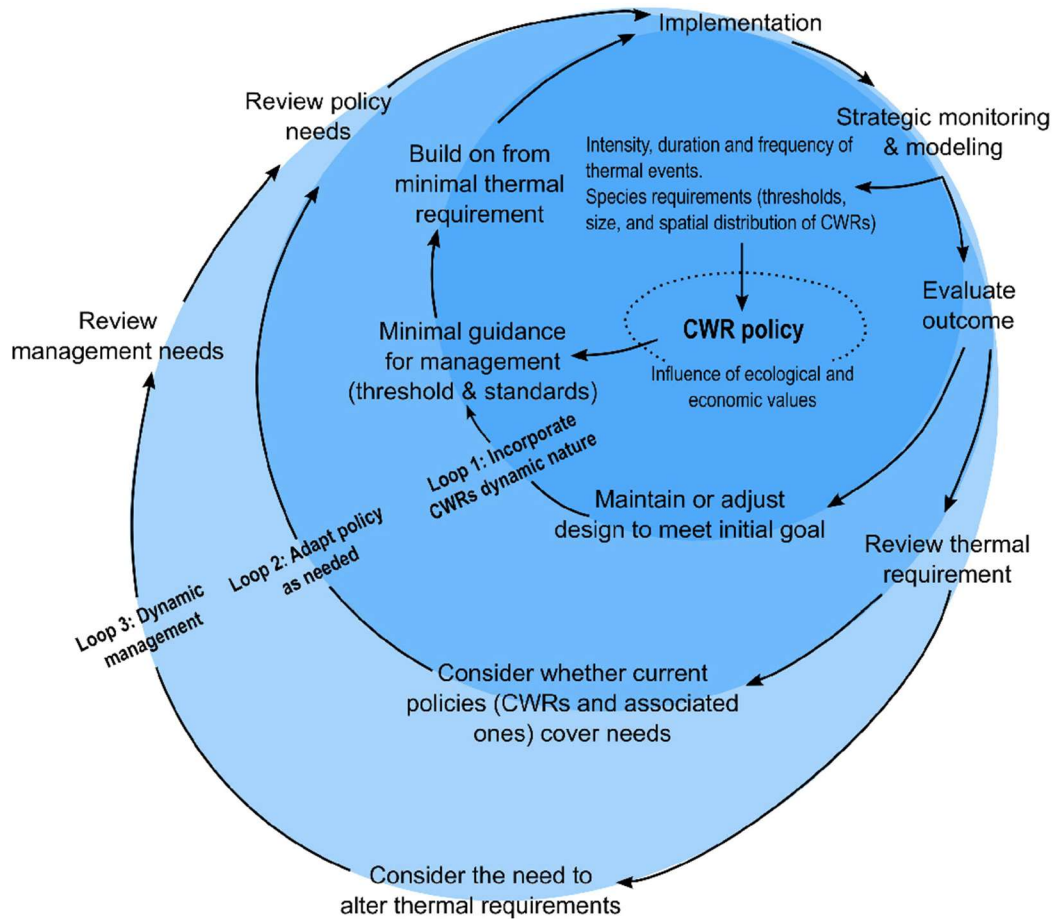 Implementation
Review policy
needs
Strategic monitoring
& modeling
Build on from
minimal thermal
requirement
Intensity, duration and frequency of
thermal events.
Species requirements (thresholds,
size, and spatial distribution of CWRs)
Evaluate
outcome
Review
management needs
Minimal guidance
for management
(threshold & standards)
CWR policy
Influence of ecological and
economic values
Loop 1: Incorporate
CWRs dynamic nature
Maintain or adjust
design to meet initial goal
Loop 2: Adapt policy
as needed
Review thermal
requirement
Loop 3: Dynamic
management
Consider whether current
policies (CWRs and associated
ones) cover needs
Consider the need to
alter thermal requirements